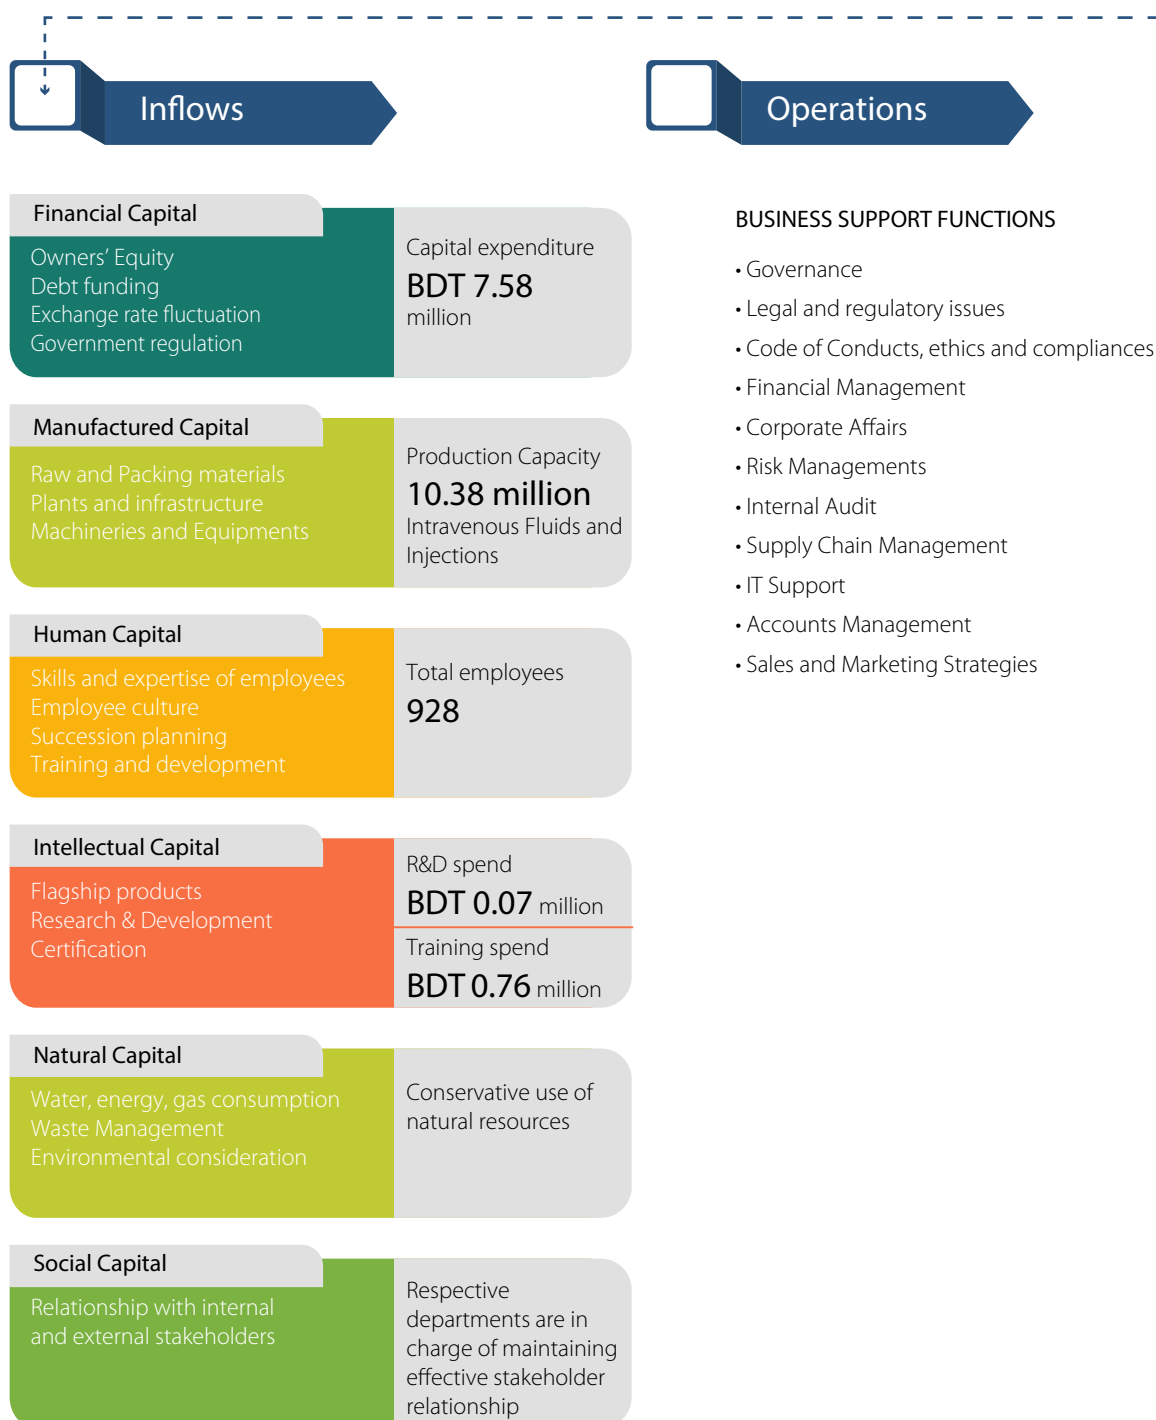 Inflows
Operations
Financial Capital
Owners’ Equity
Debt funding
Exchange rate fluctuation
Government regulation
Capital expenditure
BDT 7.58
million
Manufactured Capital
Raw and Packing materials
Plants and infrastructure
Machineries and Equipments
Production Capacity
10.38 million
Intravenous Fluids and
Injections
Human Capital
Skills and expertise of employees
Employee culture
Succession planning
Training and development
Total employees
928
Intellectual Capital
Flagship products
Research & Development
Certification
R&D spend
BDT 0.07 million
Training spend
BDT 0.76 million
Natural Capital
Water, energy, gas consumption
Waste Management
Environmental consideration
Conservative use of
natural resources
Social Capital
Relationship with internal
and external stakeholders
Respective
departments are in
charge of maintaining
effective stakeholder
relationship
BUSINESS SUPPORT FUNCTIONS
• Governance
• Legal and regulatory issues
• Code of Conducts, ethics and compliances
• Financial Management
• Corporate Affairs
• Risk Managements
• Internal Audit
• Supply Chain Management
• IT Support
• Accounts Management
• Sales and Marketing Strategies